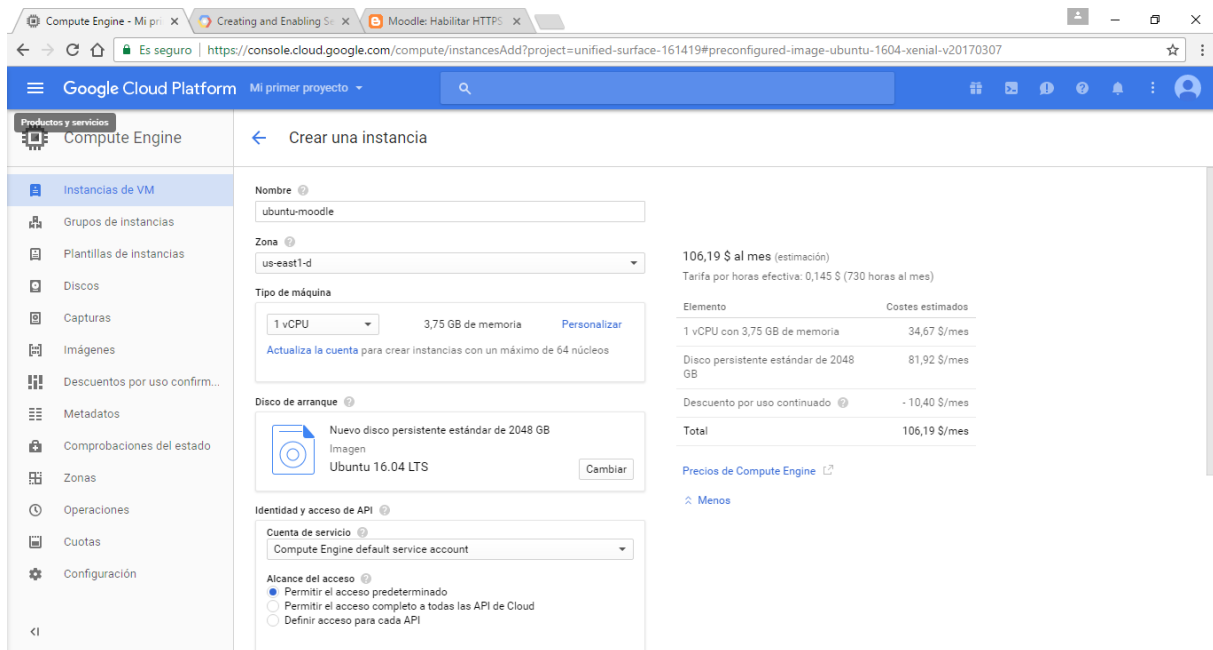 Compute Engine - Mi pri
Creating and Enabling Se
Moodle: Habilitar HTTPS
Es seguro | https://console.cloud.google.com/compute/instancesAdd?project=unified-surface-161419#preconfigured-image-ubuntu-1604-xenial-v20170307
Google Cloud Platform Mi primer proyecto
Productos y servicios
Compute Engine
Crear una instancia
Instancias de VM
Grupos de instancias
Plantillas de instancias
Discos
Capturas
Imágenes
Descuentos por uso confirm...
Metadatos
Comprobaciones del estado
Zonas
Operaciones
Cuotas
Configuración
Nombre
ubuntu-moodle
Zona
us-east1-d
Tipo de máquina
1 vCPU 3,75 GB de memoria Personalizar
Actualiza la cuenta para crear instancias con un máximo de 64 núcleos
Disco de arranque
Nuevo disco persistente estándar de 2048 GB
Imagen
Ubuntu 16.04 LTS
Cambiar
Identidad y acceso de API
Cuenta de servicio
Compute Engine default service account
Alcance del acceso
Permitir el acceso predeterminado
Permitir el acceso completo a todas las API de Cloud
Definir acceso para cada API
106,19 $ al mes (estimación)
Tarifa por horas efectiva: 0,145 $ (730 horas al mes)
Elemento Costes estimados
1 vCPU con 3,75 GB de memoria 34,67 $/mes
Disco persistente estándar de 2048 81,92 $/mes
GB
Descuento por uso continuado - 10,40 $/mes
Total 106,19 $/mes
Precios de Compute Engine
Menos